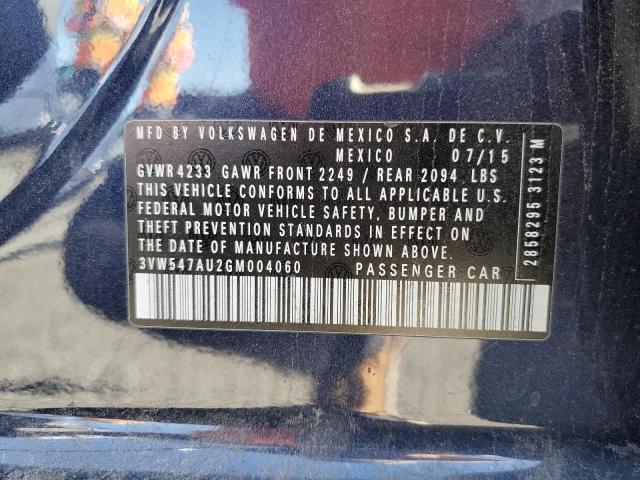 MFD BY VOLKSWAGEN DE MEXICO S.A. DE C.V.
MEXICO 07/15
GVWR 4233 GAWR FRONT 2249 / REAR 2094 LBS
THIS VEHICLE CONFORMS TO ALL APPLICABLE U.S.
FEDERAL MOTOR VEHICLE SAFETY, BUMPER AND
THEFT PREVENTION STANDARDS IN EFFECT ON
THE DATE OF MANUFACTURE SHOWN ABOVE.
3VW547AU2GM004060 PASSENGER CAR
2858295 3123 M